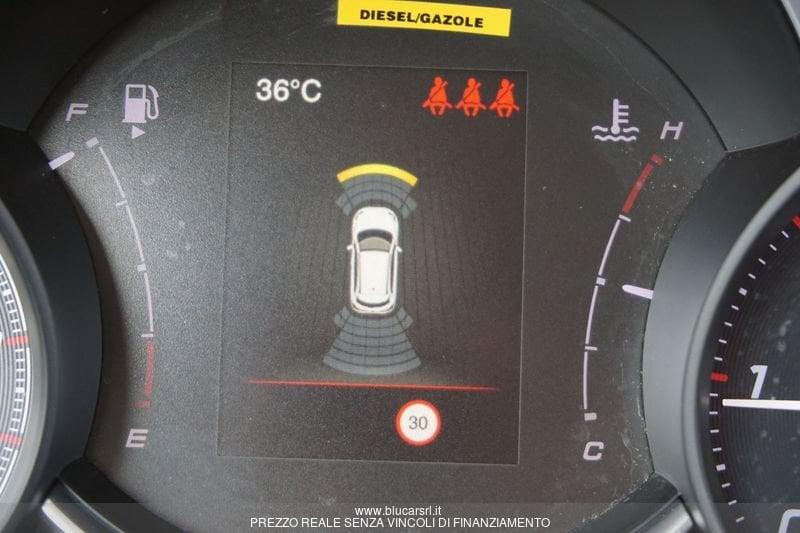 DIESEL/GAZOLE
36°C
F
H
E
C
30
1
www.blucarsrl.it
PREZZO REALE SENZA VINCOLI DI FINANZIAMENTO